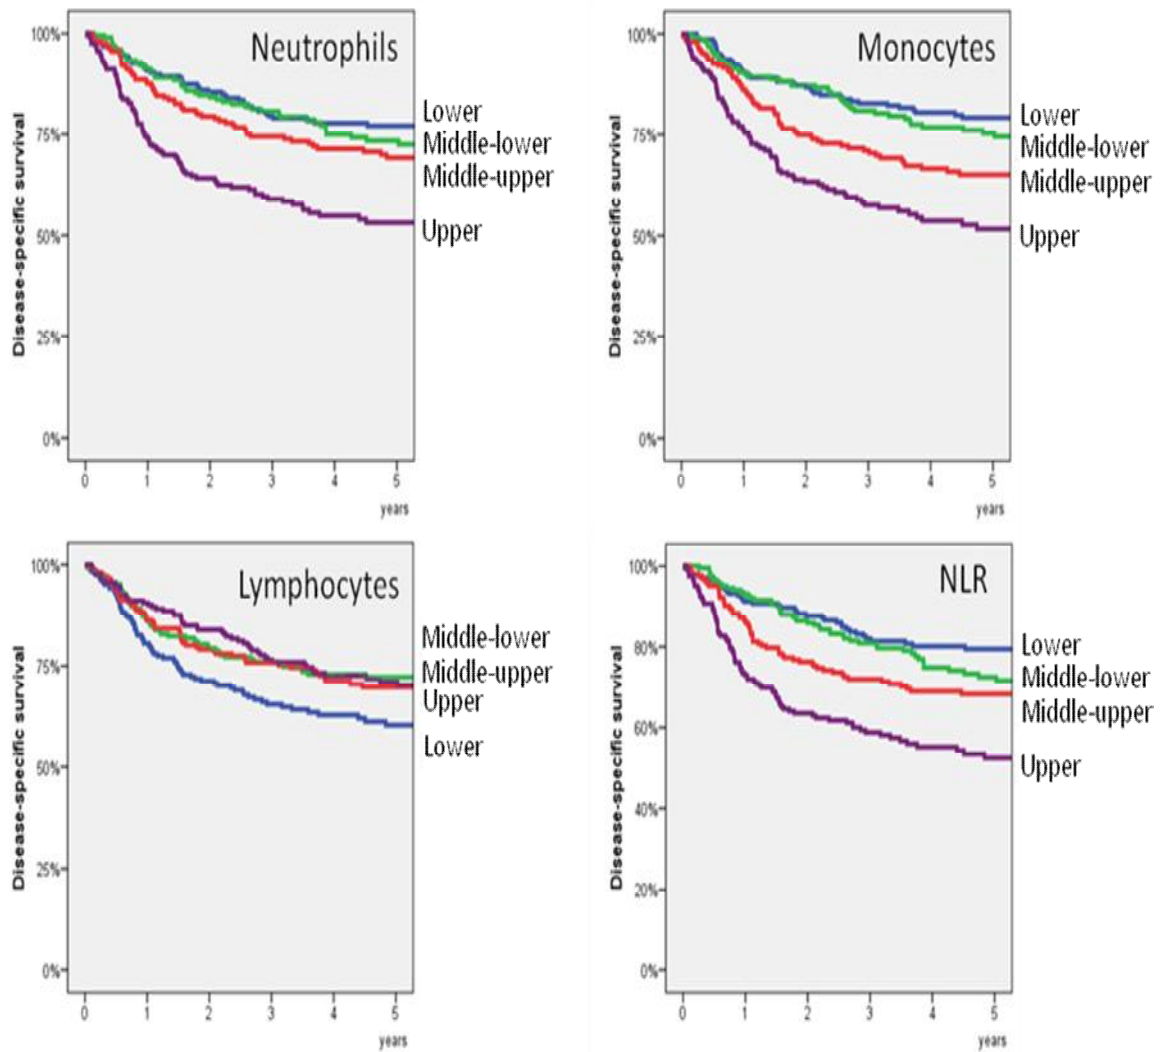 Neutrophils
Disease-specific survival
100%
75%
50%
25%
0%
0 1 2 3 4 5
years
Lower
Middle-lower
Middle-upper
Upper
Monocytes
Disease-specific survival
100%
75%
50%
25%
0%
0 1 2 3 4 5
years
Lower
Middle-lower
Middle-upper
Upper
Lymphocytes
Disease-specific survival
100%
75%
50%
25%
0%
0 1 2 3 4 5
years
Middle-lower
Middle-upper
Upper
Lower
NLR
Disease-specific survival
100%
80%
60%
40%
20%
0%
0 1 2 3 4 5
years
Lower
Middle-lower
Middle-upper
Upper